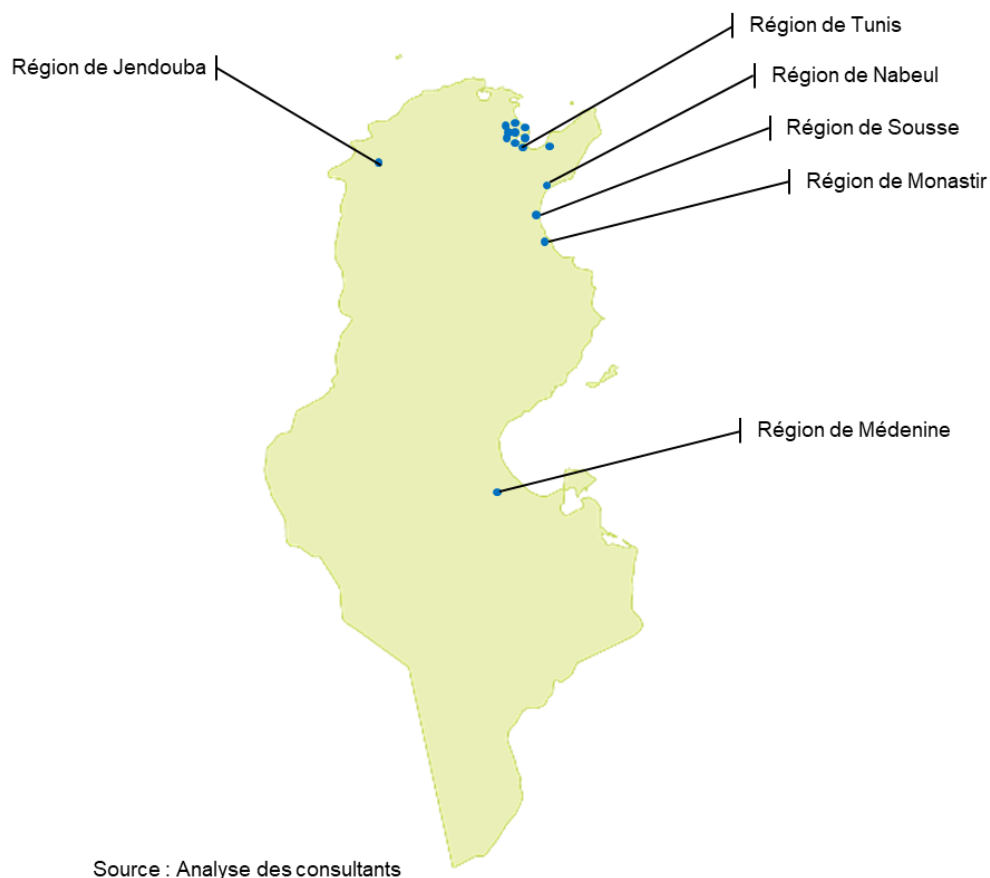 Région de Tunis
Région de Jendouba
Région de Nabeul
Région de Sousse
Région de Monastir
Région de Médenine
Source : Analyse des consultants